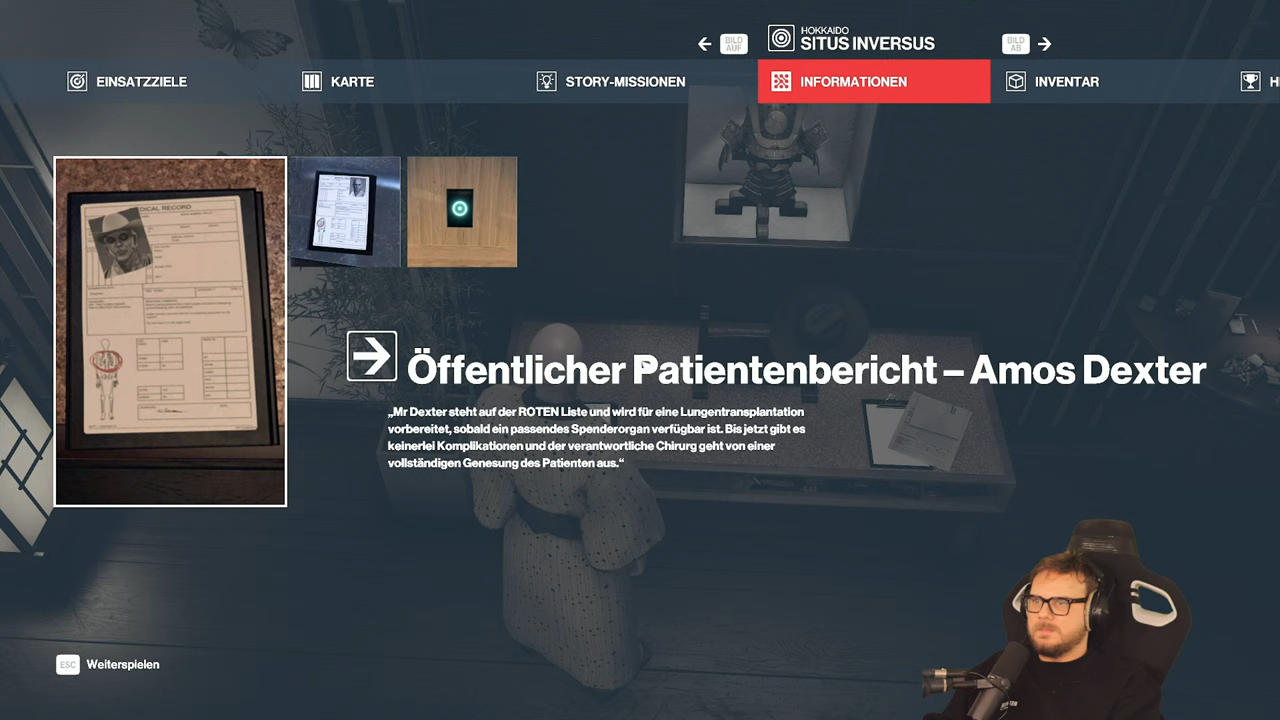 HOKKAIDO
BILD AUF
SITUS INVERSUS
BILD AB
EINSATZZIELE
KARTE
STORY-MISSIONEN
INFORMATIONEN
INVENTAR
H
MEDICAL RECORD
Öffentlicher Patientenbericht – Amos Dexter
„Mr Dexter steht auf der ROTEN Liste und wird für eine Lungentransplantation
vorbereitet, sobald ein passendes Spenderorgan verfügbar ist. Bis jetzt gibt es
keinerlei Komplikationen und der verantwortliche Chirurg geht von einer
vollständigen Genesung des Patienten aus.“
ESC Weiterspielen